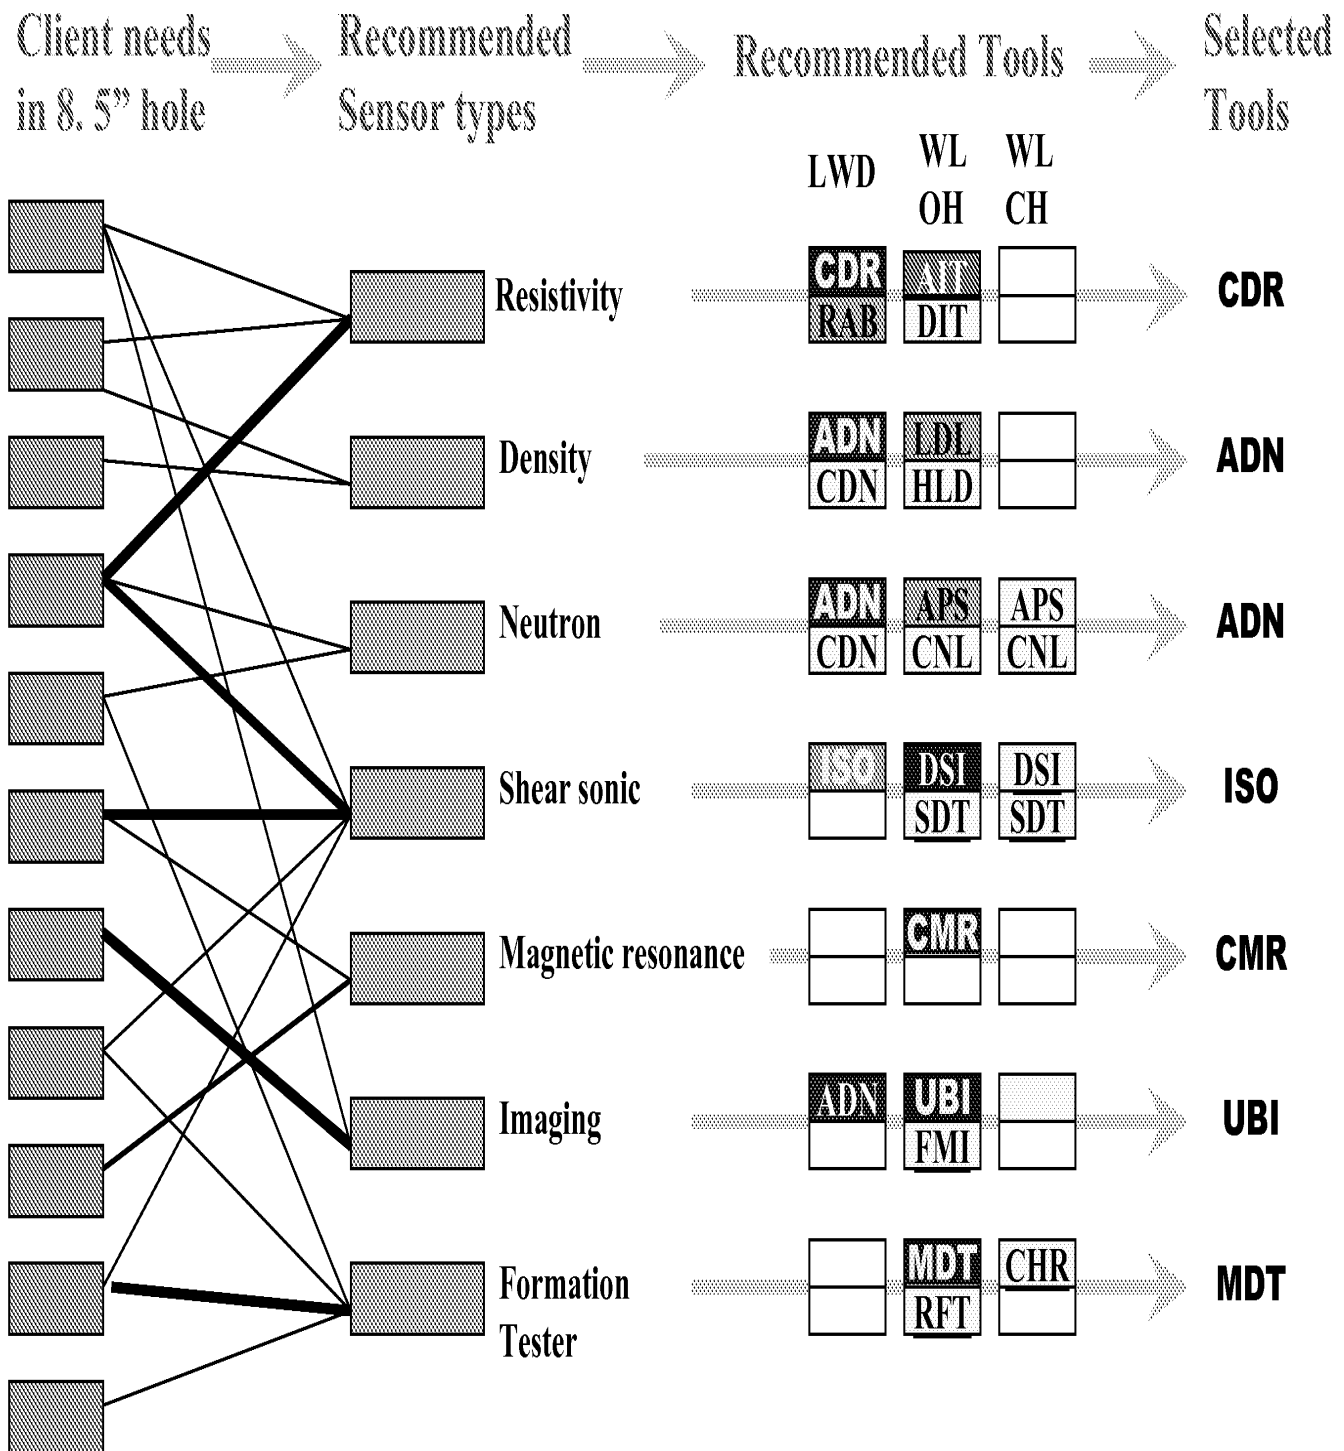 Client needs
in 8. 5” hole
Recommended
Sensor types
Recommended Tools
Selected
Tools
LWD
WL
OH
WL
CH
Resistivity
CDR
RAB
AIT
DIT
CDR
Density
ADN
CDN
LDL
HLD
ADN
Neutron
ADN
CDN
APS
CNL
APS
CNL
ADN
Shear sonic
ISO
DSI
SDT
DSI
SDT
ISO
Magnetic resonance
CMR
CMR
Imaging
ADN
UBI
FMI
UBI
Formation
Tester
MDT
RFT
CHR
MDT